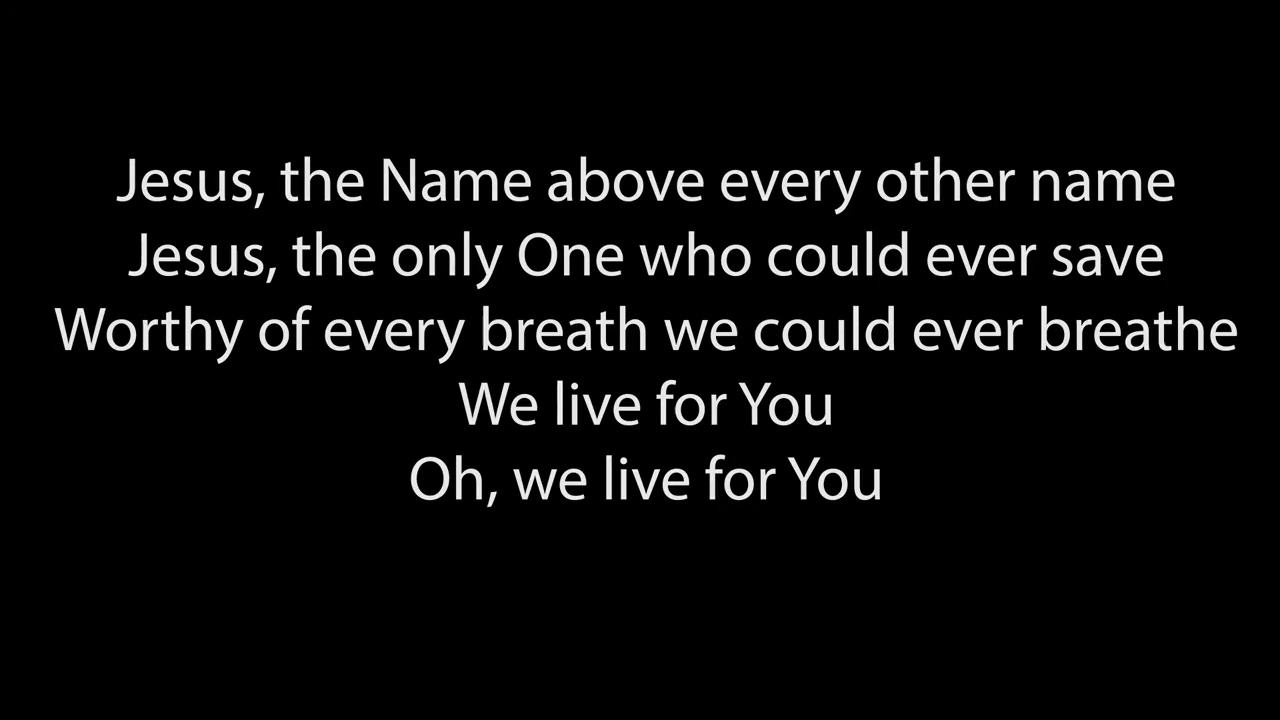 Jesus, the Name above every other name
Jesus, the only One who could ever save
Worthy of every breath we could ever breathe
We live for You
Oh, we live for You